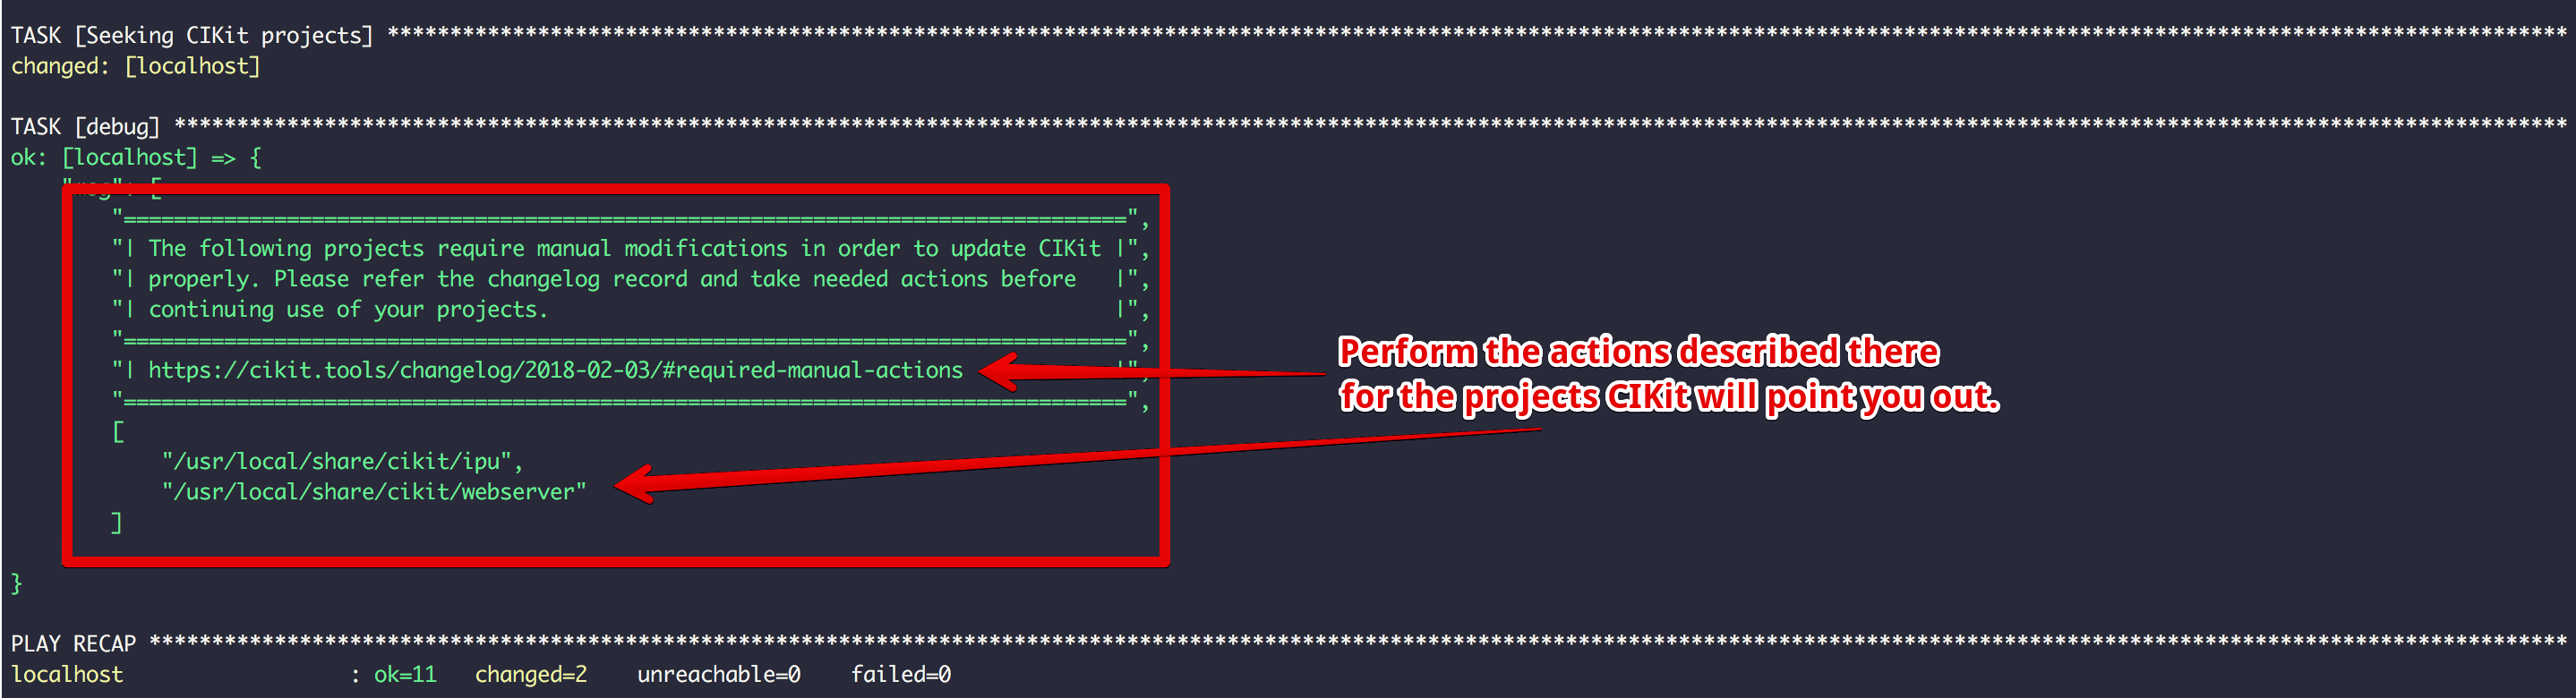 TASK [Seeking CIKit projects] ******************************************************************************************************************************************************************************
changed: [localhost]
TASK [debug] ***********************************************************************************************************************************************************************************************
ok: [localhost] => {
"msg": [
"================================================================================",
"| The following projects require manual modifications in order to update CIKit |",
"| properly. Please refer the changelog record and take needed actions before   |",
"| continuing use of your projects.                                             |",
"================================================================================",
"| https://cikit.tools/changelog/2018-02-03/#required-manual-actions            |",
"================================================================================",
Perform the actions described there
for the projects CIKit will point you out.
[
"/usr/local/share/cikit/ipu",
"/usr/local/share/cikit/webserver"
]
}
PLAY RECAP *************************************************************************************************************************************************************************************************
localhost                  : ok=11   changed=2    unreachable=0    failed=0